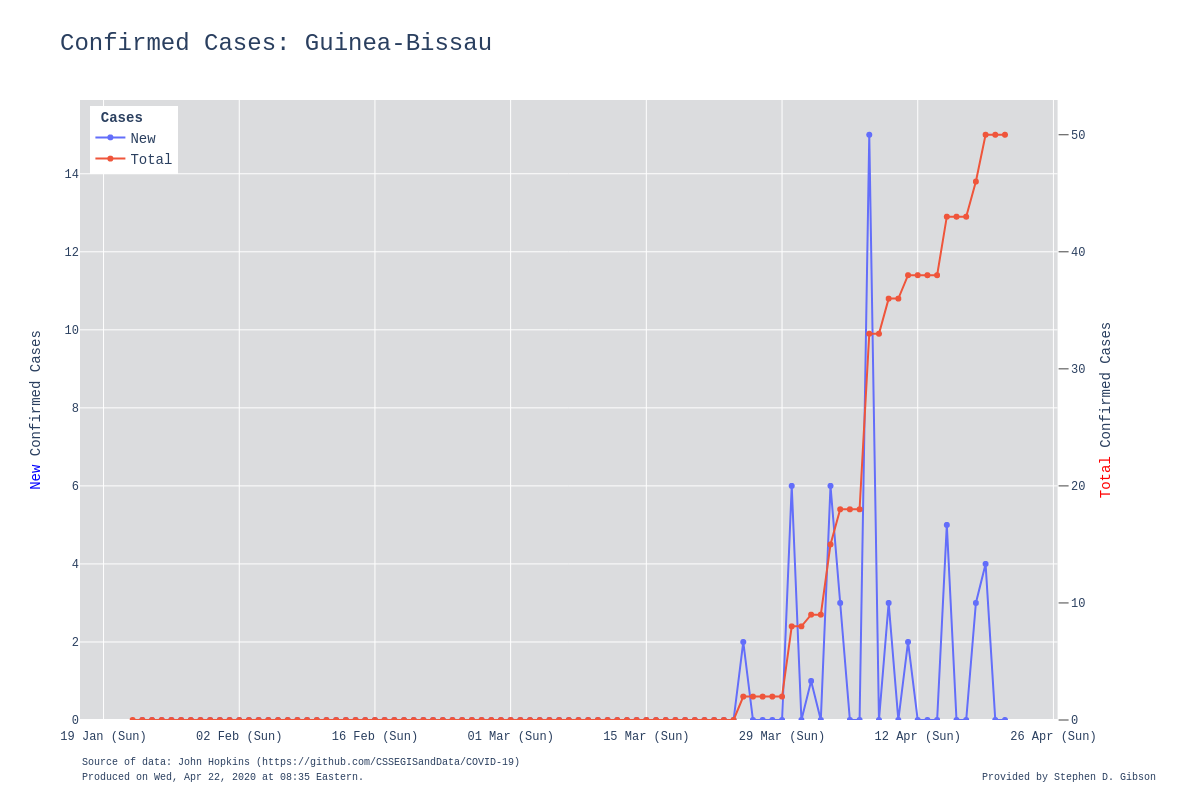 Confirmed Cases: Guinea-Bissau
Cases
New
Total
14
12
10
8
6
4
2
0
50
40
30
20
10
0
New Confirmed Cases
Total Confirmed Cases
19 Jan (Sun) 02 Feb (Sun) 16 Feb (Sun) 01 Mar (Sun) 15 Mar (Sun) 29 Mar (Sun) 12 Apr (Sun) 26 Apr (Sun)
Source of data: John Hopkins (https://github.com/CSSEGISandData/COVID-19)
Produced on Wed, Apr 22, 2020 at 08:35 Eastern.
Provided by Stephen D. Gibson